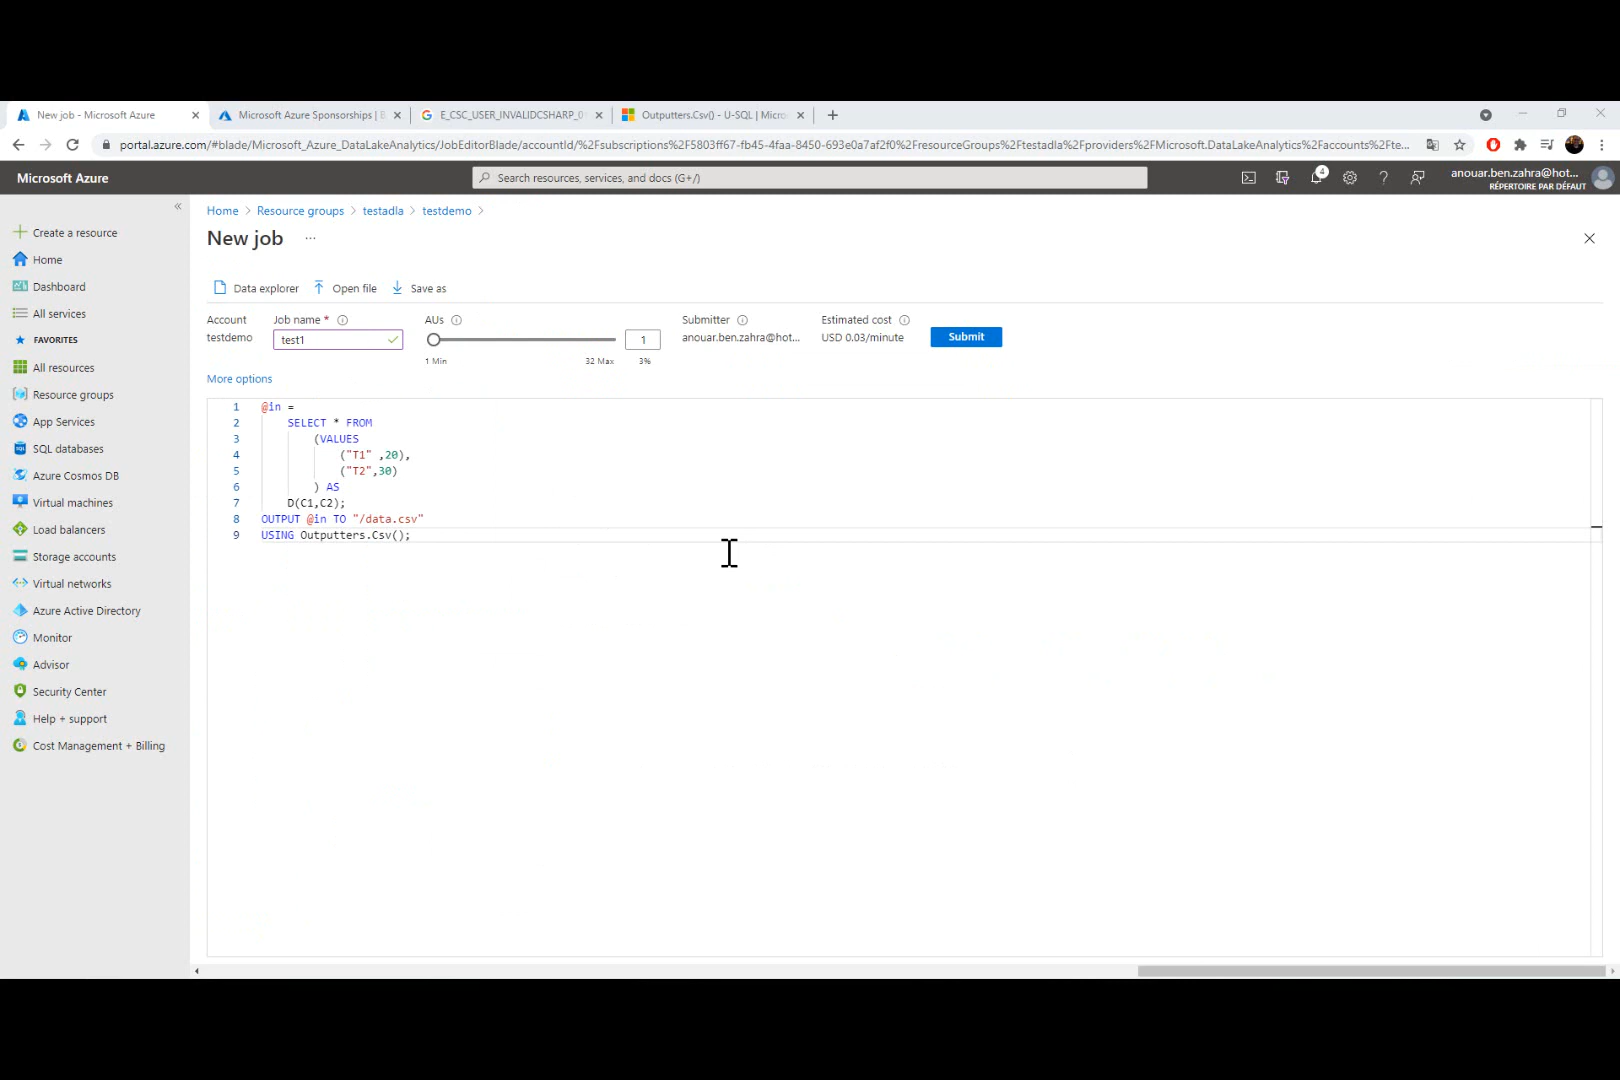 New job - Microsoft Azure
Microsoft Azure Sponsorships | B
E_CSC_USER_INVALIDCSHARP_0
Outputters.Csv() - U-SQL | Micro
portal.azure.com/#blade/Microsoft_Azure_DataLakeAnalytics/JobEditorBlade/accountId/%2Fsubscriptions%2F5803ff67-fb45-4faa-8450-693e0a7af2f0%2FresourceGroups%2Ftestadla%2Fproviders%2FMicrosoft.DataLakeAnalytics%2Faccounts%2Fte...
Microsoft Azure
Search resources, services, and docs (G+/)
4
anouar.ben.zahra@hot...
RÉPERTOIRE PAR DÉFAUT
Create a resource
Home
Dashboard
All services
FAVORITES
All resources
Resource groups
App Services
SQL databases
Azure Cosmos DB
Virtual machines
Load balancers
Storage accounts
Virtual networks
Azure Active Directory
Monitor
Advisor
Security Center
Help + support
Cost Management + Billing
Home > Resource groups > testadla > testdemo >
New job ...
Data explorer Open file Save as
Account Job name * AUs Submitter Estimated cost
testdemo test1 1 anouar.ben.zahra@hot... USD 0.03/minute Submit
1 Min 32 Max 3%
More options
1 @in =
2 SELECT * FROM
3 (VALUES
4 ("T1" ,20),
5 ("T2",30)
6 ) AS
7 D(C1,C2);
8 OUTPUT @in TO "/data.csv"
9 USING Outputters.Csv();